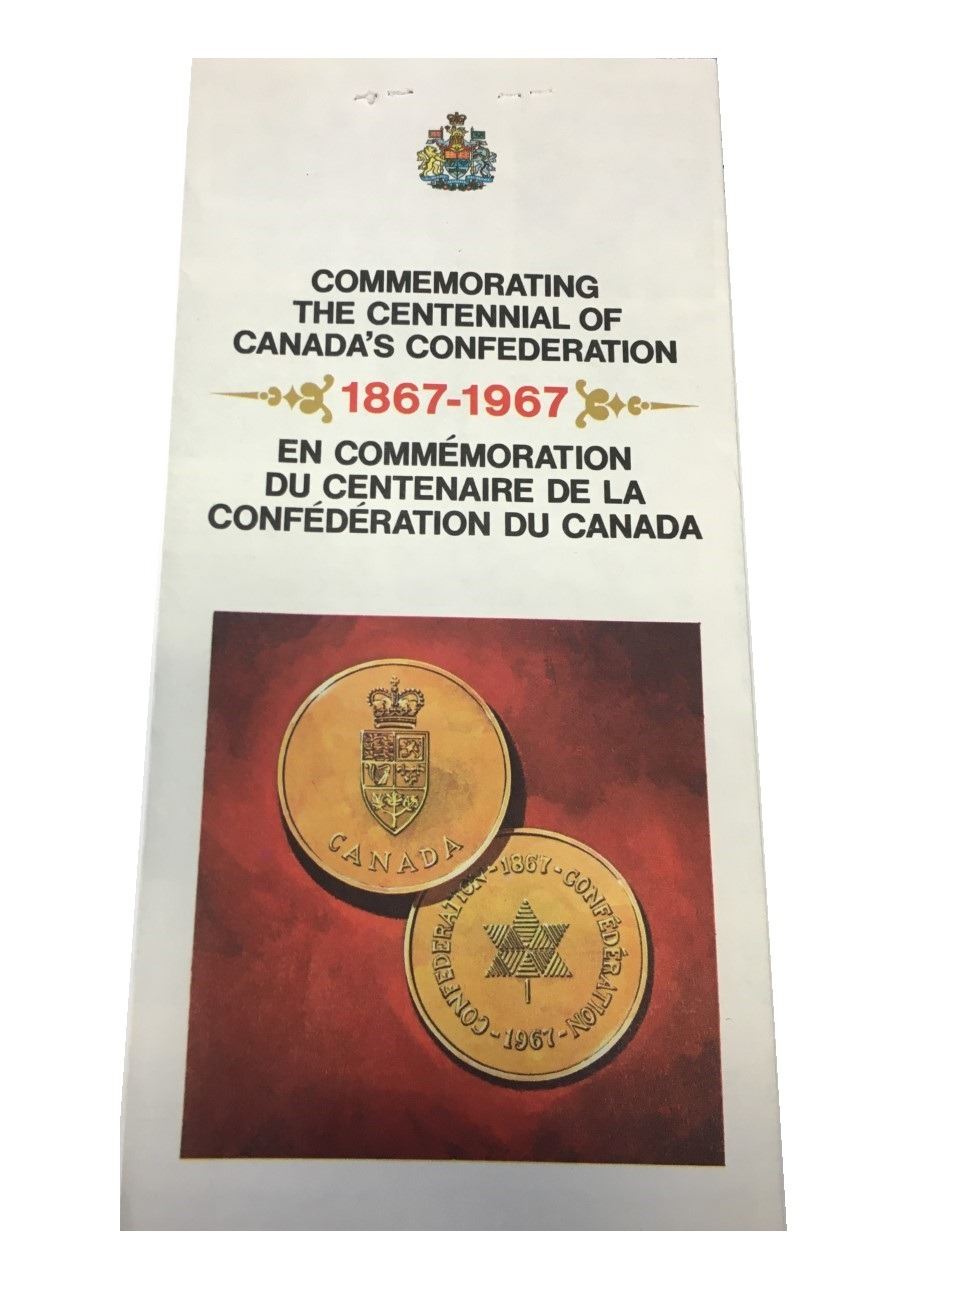 COMMEMORATING
THE CENTENNIAL OF
CANADA'S CONFEDERATION
1867-1967
EN COMMÉMORATION
DU CENTENAIRE DE LA
CONFÉDÉRATION DU CANADA
CANADA
CONFEDERATION - 1867 - CONFÉDÉRATION
- 1967 -